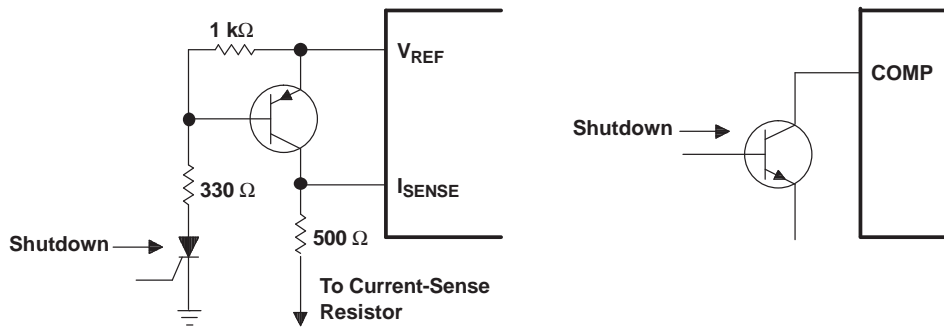 1 kΩ
VREF
COMP
Shutdown
ISENSE
330 Ω
Shutdown
500 Ω
To Current-Sense
Resistor